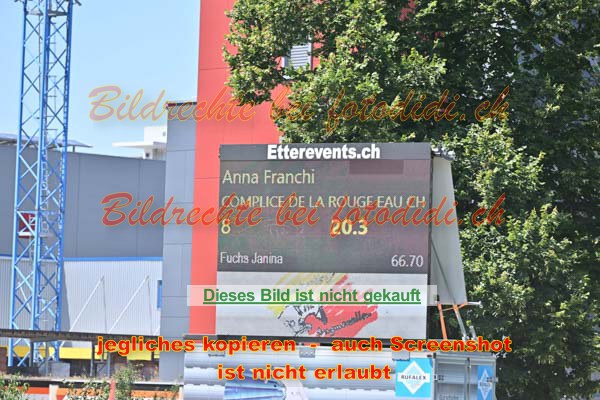 Bildrechte bei fotodidi.ch
Etterevents.ch
Anna Franchi
COMPLICE DE LA ROUGE EAU CH
Bildrechte bei fotodidi.ch
8 20.3
Fuchs Janina 66.70
Dieses Bild ist nicht gekauft
jegliches kopieren - auch Screenshot
ist nicht erlaubt
RUFALEX